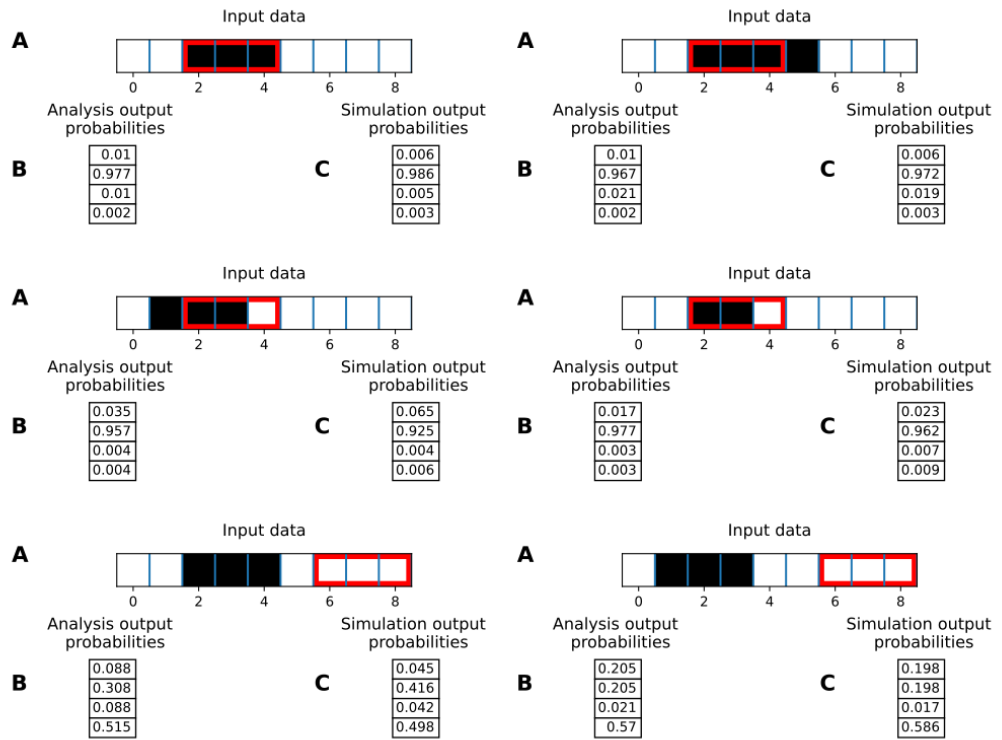 Input data
A
0 2 4 6 8
Analysis output
probabilities
Simulation output
probabilities
B
0.01
0.977
0.01
0.002
C
0.006
0.986
0.005
0.003
Input data
A
0 2 4 6 8
Analysis output
probabilities
Simulation output
probabilities
B
0.01
0.967
0.021
0.002
C
0.006
0.972
0.019
0.003
Input data
A
0 2 4 6 8
Analysis output
probabilities
Simulation output
probabilities
B
0.035
0.957
0.004
0.004
C
0.065
0.925
0.004
0.006
Input data
A
0 2 4 6 8
Analysis output
probabilities
Simulation output
probabilities
B
0.017
0.977
0.003
0.003
C
0.023
0.962
0.007
0.009
Input data
A
0 2 4 6 8
Analysis output
probabilities
Simulation output
probabilities
B
0.088
0.308
0.088
0.515
C
0.045
0.416
0.042
0.498
Input data
A
0 2 4 6 8
Analysis output
probabilities
Simulation output
probabilities
B
0.205
0.205
0.021
0.57
C
0.198
0.198
0.017
0.586